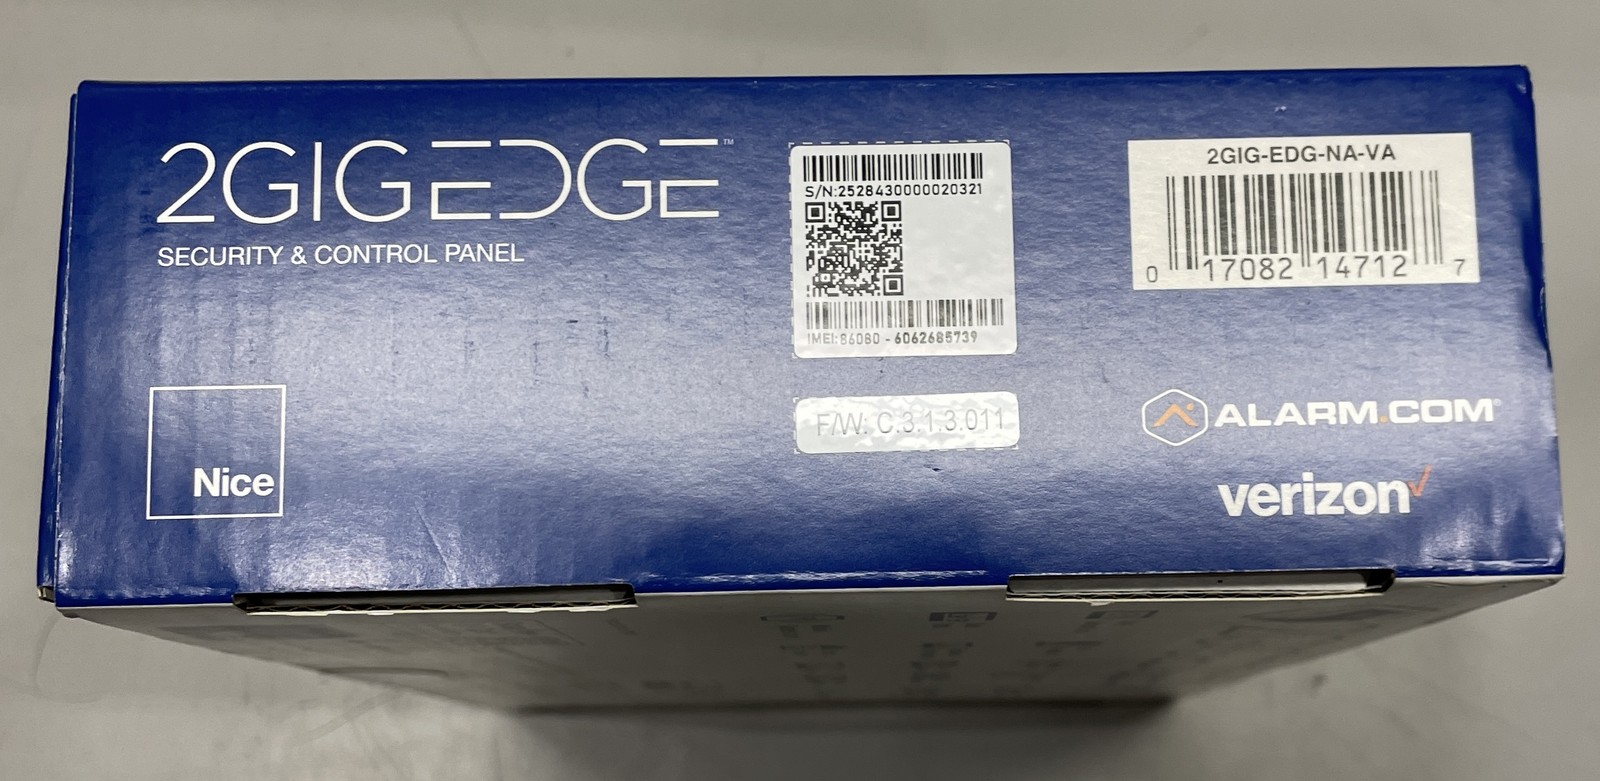 2GIGEDGE™
SECURITY & CONTROL PANEL
Nice
S/N:2528430000020321
IMEI:86080 - 6062685739
F/W: C.3.1.3.011
2GIG-EDG-NA-VA
0 17082 14712 7
ALARM.COM®
verizon✓